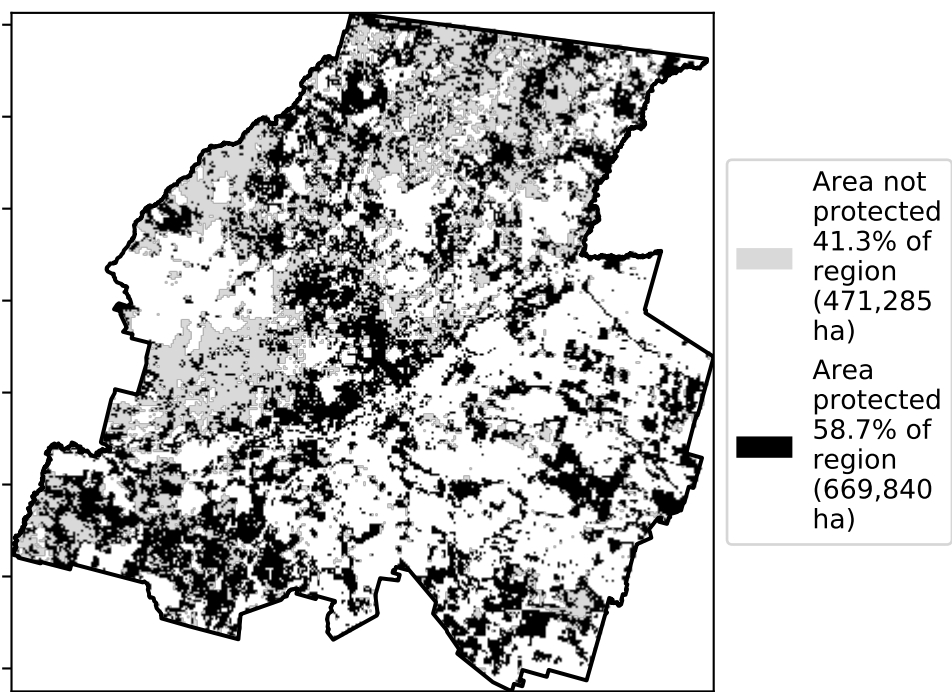 Area not
protected
41.3% of
region
(471,285
ha)
Area
protected
58.7% of
region
(669,840
ha)